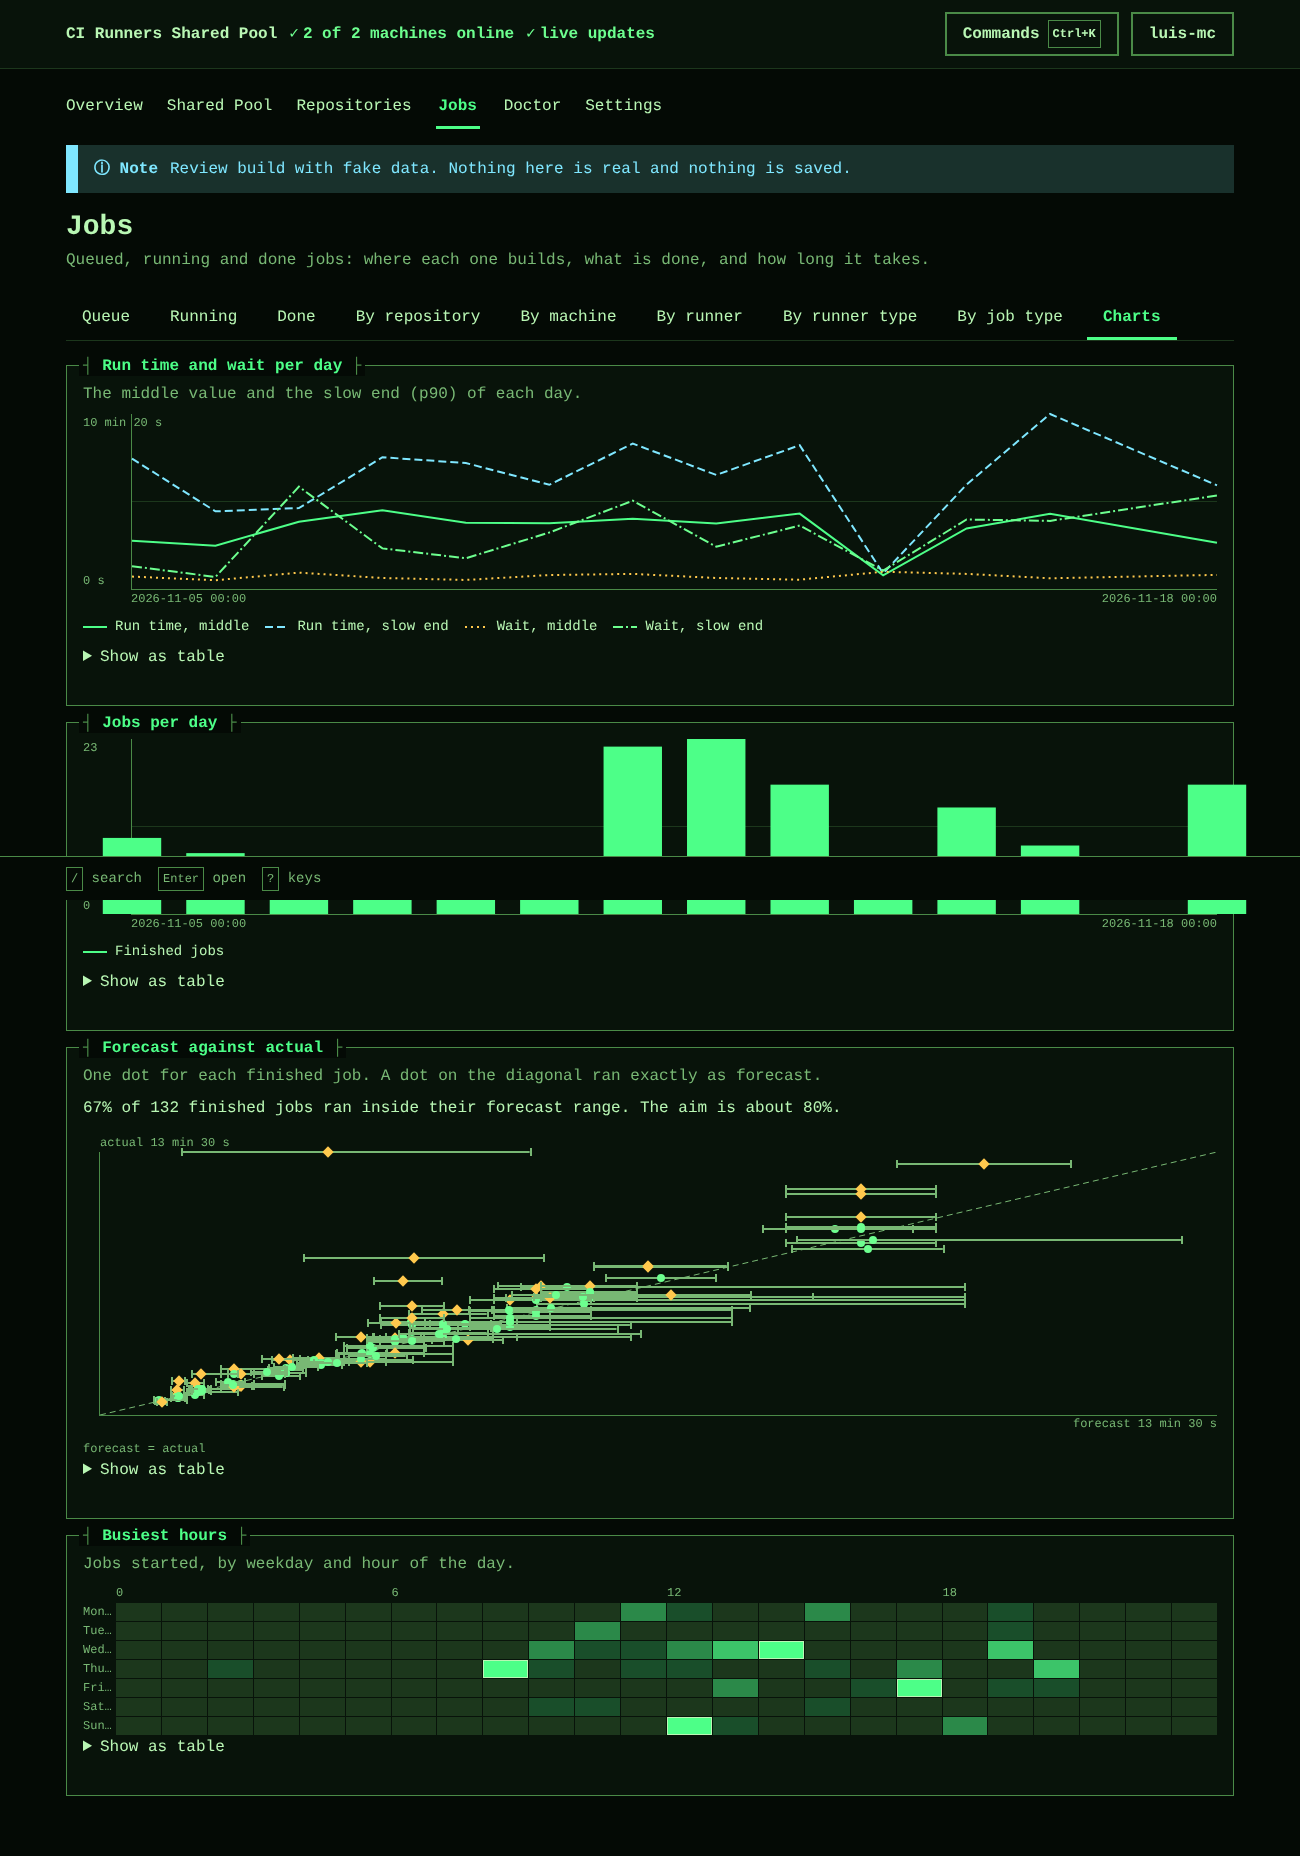 CI Runners Shared Pool ✓ 2 of 2 machines online ✓ live updates
Commands Ctrl+K luis-mc
Overview Shared Pool Repositories Jobs Doctor Settings
ⓘ Note Review build with fake data. Nothing here is real and nothing is saved.
Jobs
Queued, running and done jobs: where each one builds, what is done, and how long it takes.
Queue Running Done By repository By machine By runner By runner type By job type Charts
Run time and wait per day
The middle value and the slow end (p90) of each day.
10 min 20 s
0 s
2026-11-05 00:00 2026-11-18 00:00
Run time, middle Run time, slow end Wait, middle Wait, slow end
▶ Show as table
Jobs per day
23
/ search Enter open ? keys
0
2026-11-05 00:00 2026-11-18 00:00
Finished jobs
▶ Show as table
Forecast against actual
One dot for each finished job. A dot on the diagonal ran exactly as forecast.
67% of 132 finished jobs ran inside their forecast range. The aim is about 80%.
actual 13 min 30 s
forecast 13 min 30 s
forecast = actual
▶ Show as table
Busiest hours
Jobs started, by weekday and hour of the day.
0 6 12 18
Mon…
Tue…
Wed…
Thu…
Fri…
Sat…
Sun…
▶ Show as table